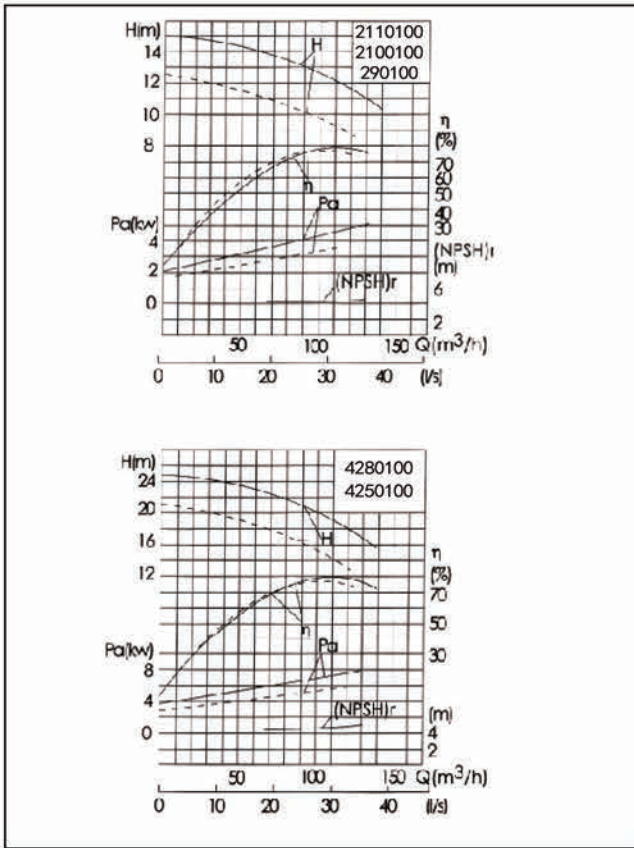 H(m)
14
12
10
8
Pa(kw)
4
2
0
H
2110100
2100100
290100
η
(%)
70
60
50
40
30
(NPSH)r
(m)
6
2
η
Pa
(NPSH)r
50 100 150 Q(m³/h)
0 10 20 30 40 (l/s)
H(m)
24
20
16
12
Pa(kw)
8
4
0
4280100
4250100
H
η
(%)
70
50
30
(m)
4
2
η
Pa
(NPSH)r
50 100 150 Q(m³/h)
0 10 20 30 40 (l/s)